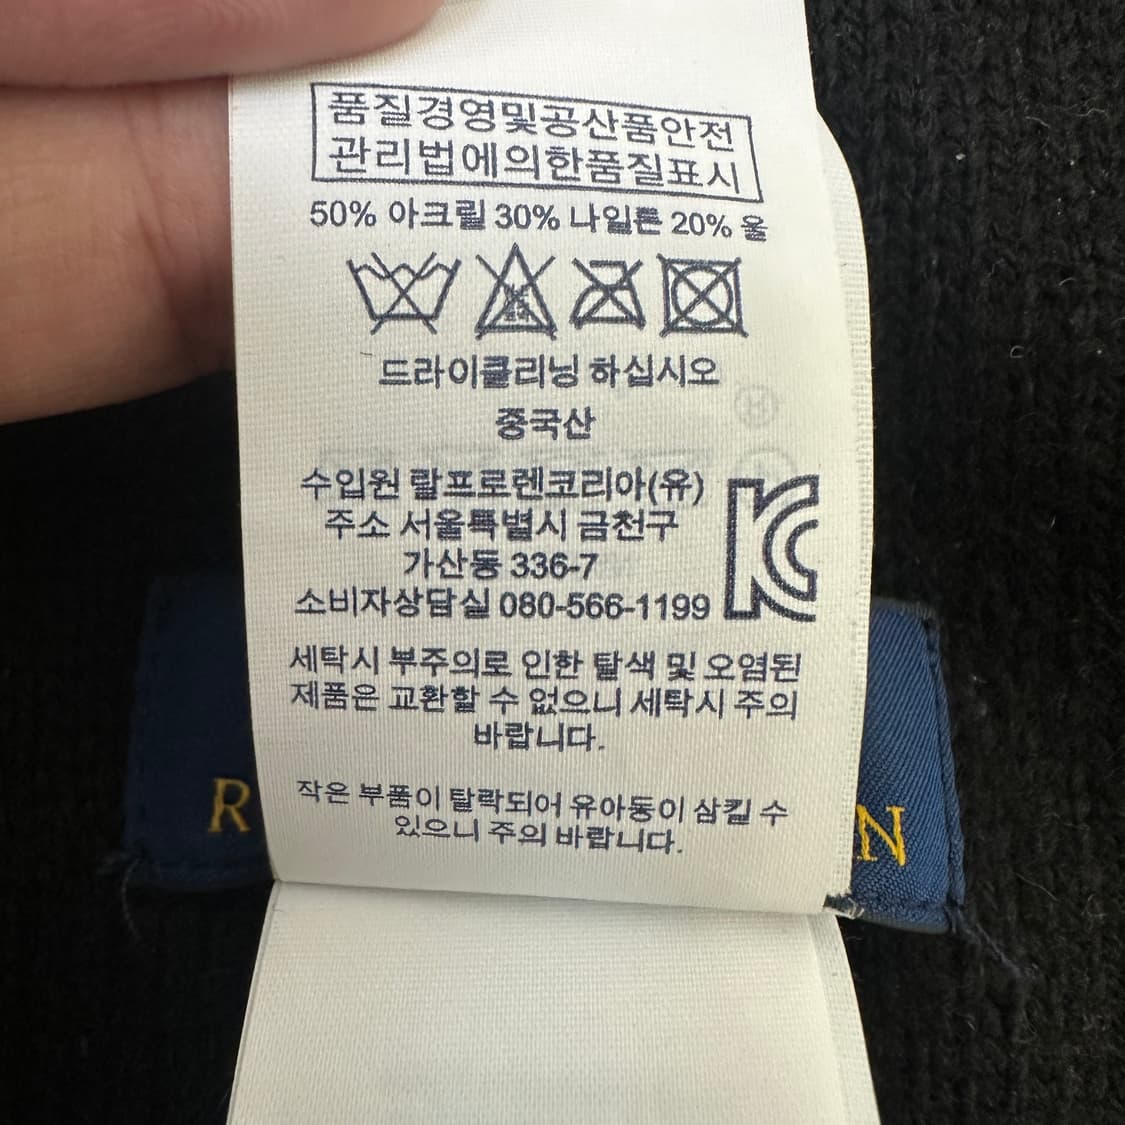 품질경영및공산품안전
관리법에의한품질표시
50% 아크릴 30% 나일론 20% 울
드라이클리닝 하십시오
중국산
수입원 랄프로렌코리아(유)
주소 서울특별시 금천구
가산동 336-7
소비자상담실 080-566-1199
KC
세탁시 부주의로 인한 탈색 및 오염된
제품은 교환할 수 없으니 세탁시 주의
바랍니다.
작은 부품이 탈락되어 유아동이 삼킬 수
있으니 주의 바랍니다.
R
N